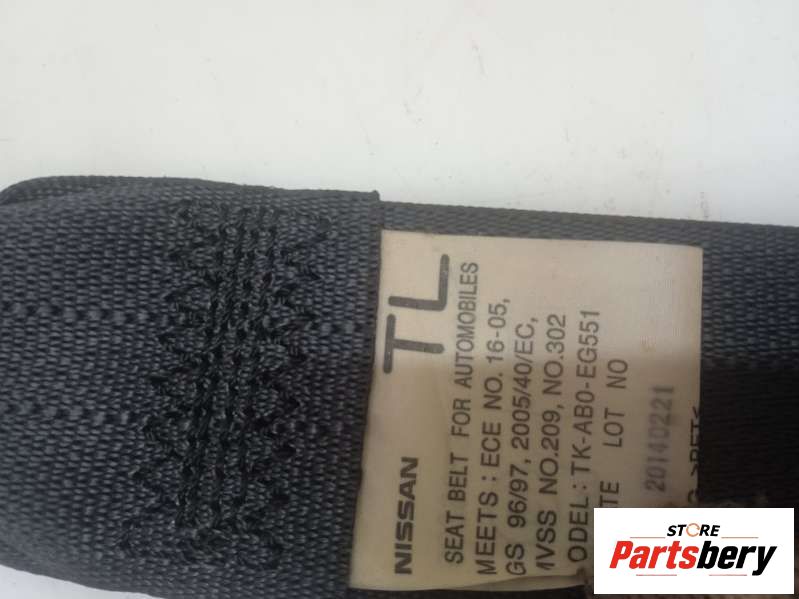 TL
NISSAN
SEAT BELT FOR AUTOMOBILES
MEETS : ECE NO. 16-05,
GS 96/97, 2005/40/EC,
MVSS NO.209, NO.302
ODEL : TK-AB0-EG551
TE LOT NO
20140221
>PET<
STORE
Partsbery